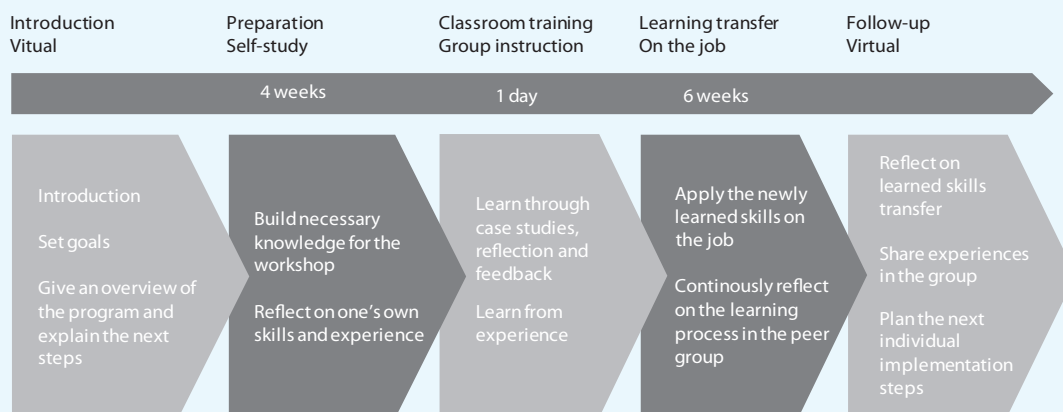 Introduction
Vitual
Preparation
Self-study
Classroom training
Group instruction
Learning transfer
On the job
Follow-up
Virtual
4 weeks
1 day
6 weeks
Introduction
Set goals
Give an overview of
the program and
explain the next
steps
Build necessary
knowledge for the
workshop
Reflect on one's own
skills and experience
Learn through
case studies,
reflection and
feedback
Learn from
experience
Apply the newly
learned skills on
the job
Continously reflect
on the learning
process in the peer
group
Reflect on
learned skills
transfer
Share experiences
in the group
Plan the next
individual
implementation
steps